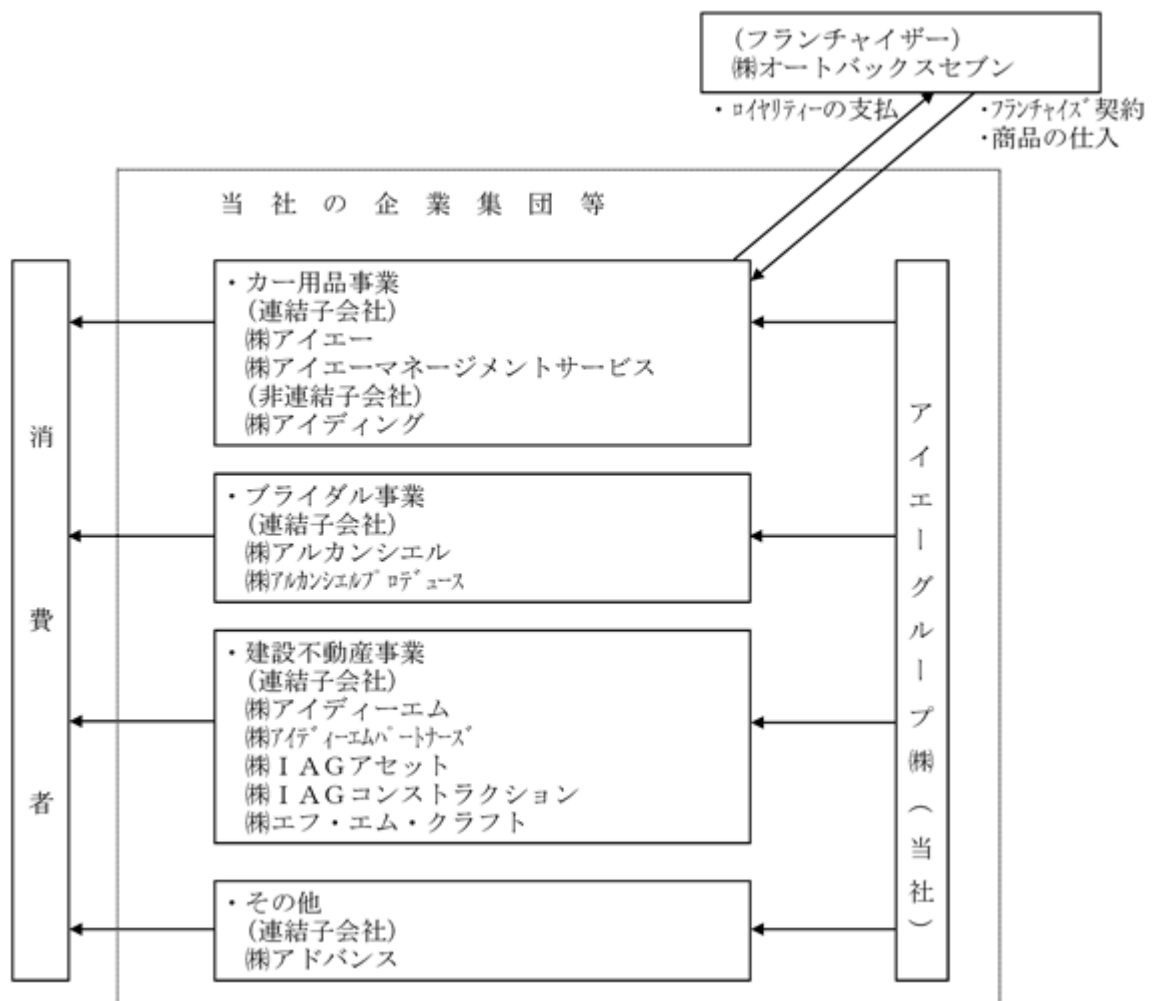 (フランチャイザー)
㈱オートバックスセブン
・ﾛｲﾔﾘﾃｨｰの支払
・ﾌﾗﾝﾁｬｲｽﾞ契約
・商品の仕入
当社の企業集団等
・カー用品事業
(連結子会社)
㈱アイエー
㈱アイエーマネージメントサービス
(非連結子会社)
㈱アイディング
・ブライダル事業
(連結子会社)
㈱アルカンシエル
㈱ｱﾙｶﾝｼｴﾙﾌﾟﾛﾃﾞｭｰｽ
・建設不動産事業
(連結子会社)
㈱アイディーエム
㈱ｱｲﾃﾞｨｰｴﾑﾊﾟｰﾄﾅｰｽﾞ
㈱ＩＡＧアセット
㈱ＩＡＧコンストラクション
㈱エフ・エム・クラフト
・その他
(連結子会社)
㈱アドバンス
消費者
アイエーグループ㈱(当社)